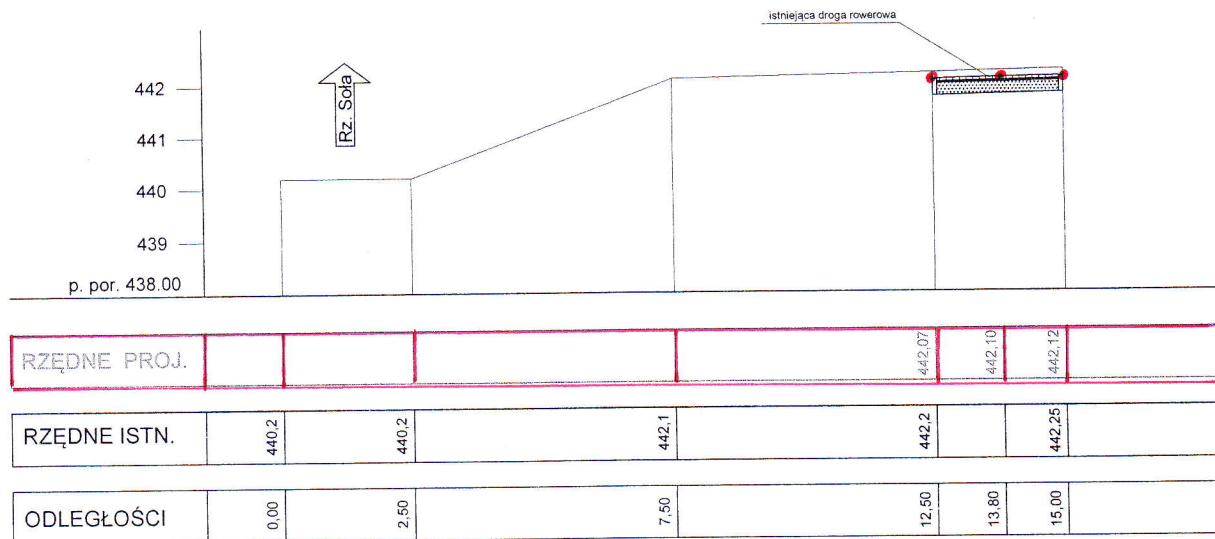 istniejąca droga rowerowa
442
Rz. Soła
441
440
439
p. por. 438.00
RZĘDNE PROJ. 442,07 442,10 442,12
RZĘDNE ISTN. 440,2 440,2 442,1 442,2 442,25
ODLEGŁOŚCI 0,00 2,50 7,50 12,50 13,80 15,00